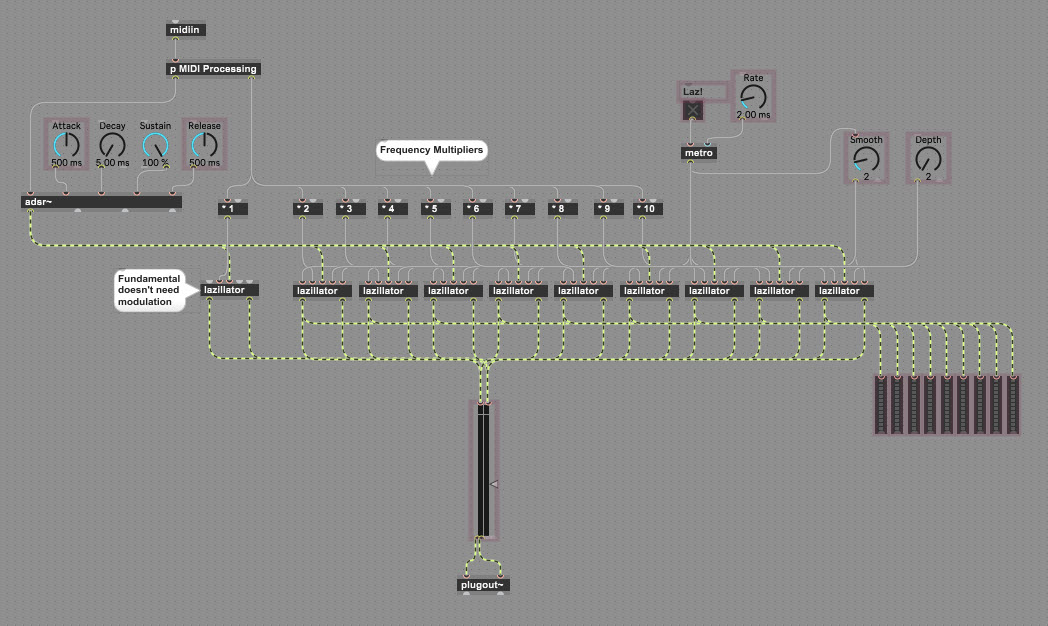 midiin
p MIDI Processing
Attack
Decay
Sustain
Release
500 ms
5.00 ms
100 %
500 ms
adsr~
Frequency Multipliers
Laz!
Rate
2.00 ms
metro
Smooth
2
Depth
2
* 1
* 2
* 3
* 4
* 5
* 6
* 7
* 8
* 9
* 10
Fundamental
doesn't need
modulation
lazillator
lazillator
lazillator
lazillator
lazillator
lazillator
lazillator
lazillator
lazillator
lazillator
plugout~